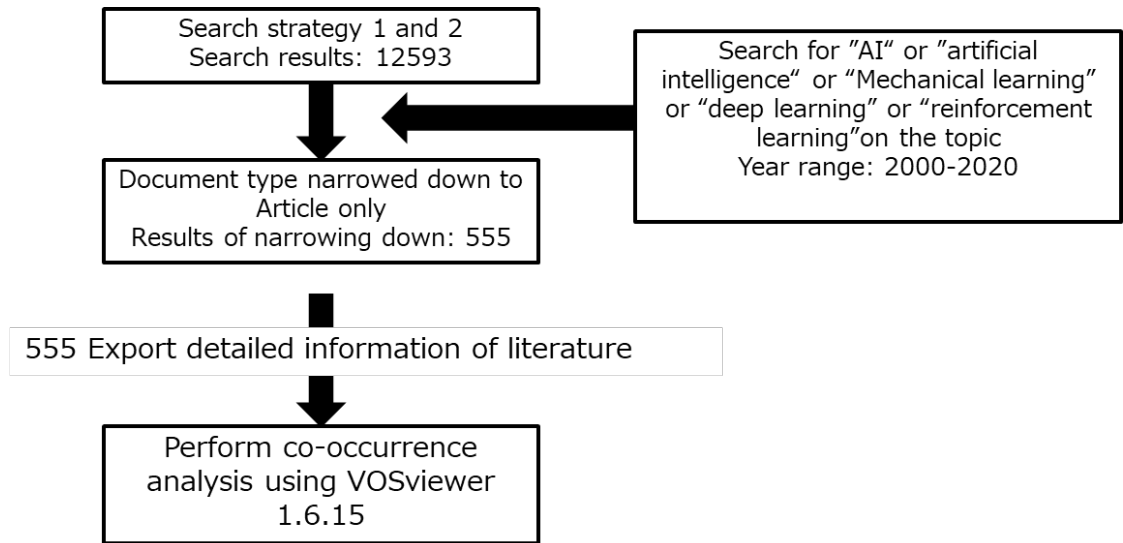 Search strategy 1 and 2
Search results: 12593
Search for ”AI“ or ”artificial
intelligence“ or “Mechanical learning”
or “deep learning” or “reinforcement
learning”on the topic
Year range: 2000-2020
Document type narrowed down to
Article only
Results of narrowing down: 555
555 Export detailed information of literature
Perform co-occurrence
analysis using VOSviewer
1.6.15